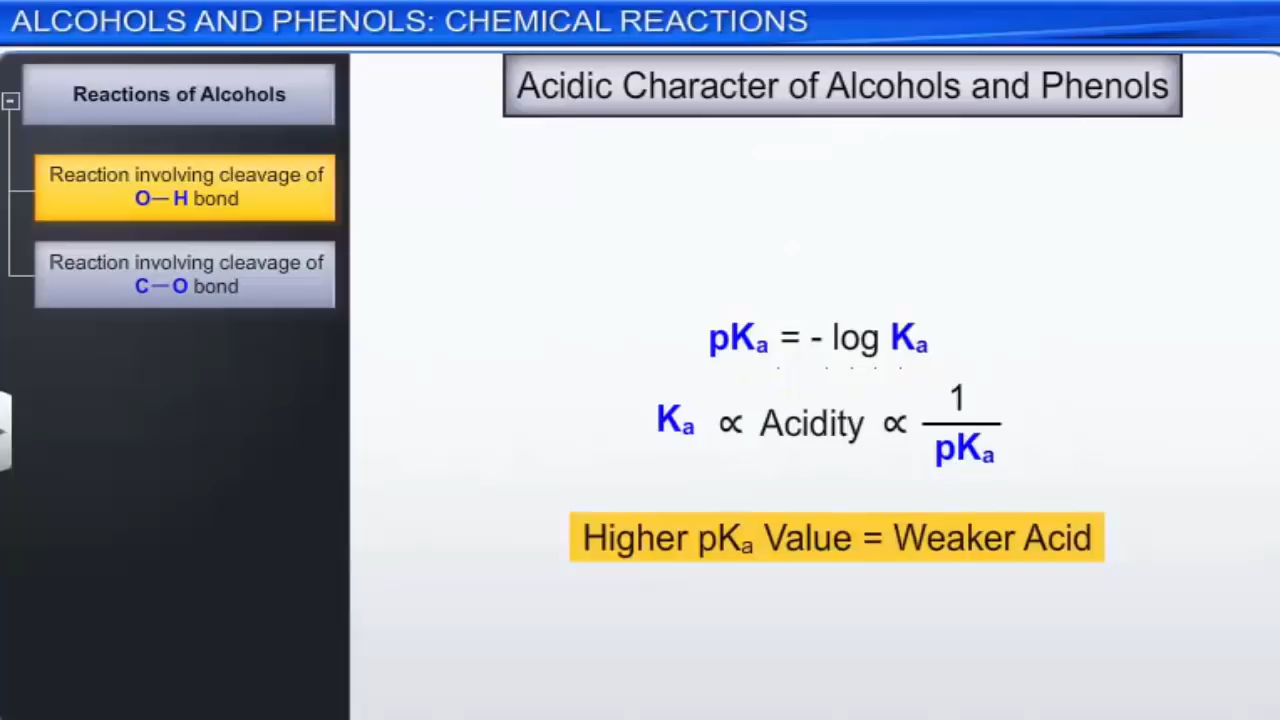 ALCOHOLS AND PHENOLS: CHEMICAL REACTIONS
Reactions of Alcohols
Reaction involving cleavage of
O—H bond
Reaction involving cleavage of
C—O bond
Acidic Character of Alcohols and Phenols
pKₐ = - log Kₐ
Kₐ ∝ Acidity ∝ 1/pKₐ
Higher pKₐ Value = Weaker Acid